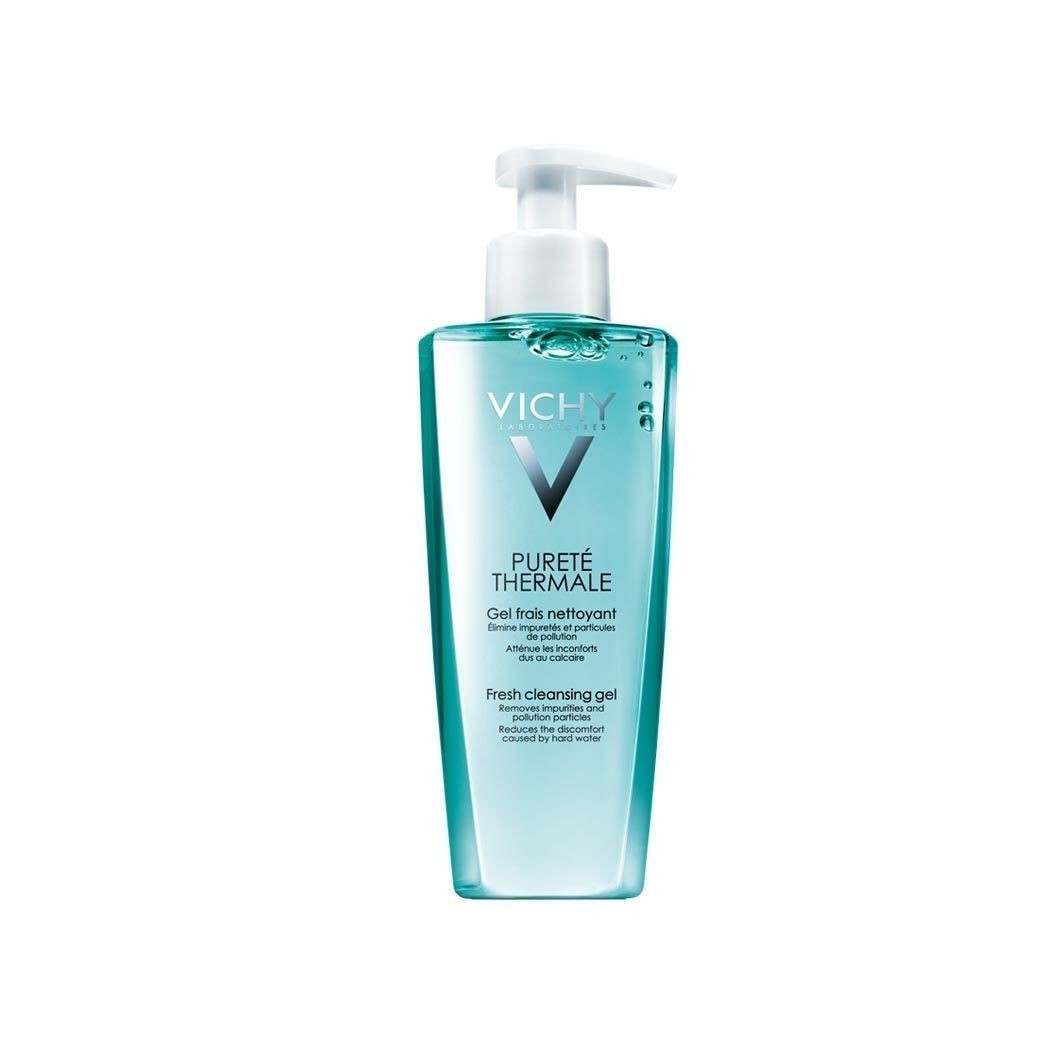 VICHY
LABORATOIRES
V
PURETÉ
THERMALE
Gel frais nettoyant
Élimine impuretés et particules
de pollution
Atténue les inconforts
dus au calcaire
Fresh cleansing gel
Removes impurities and
pollution particles
Reduces the discomfort
caused by hard water